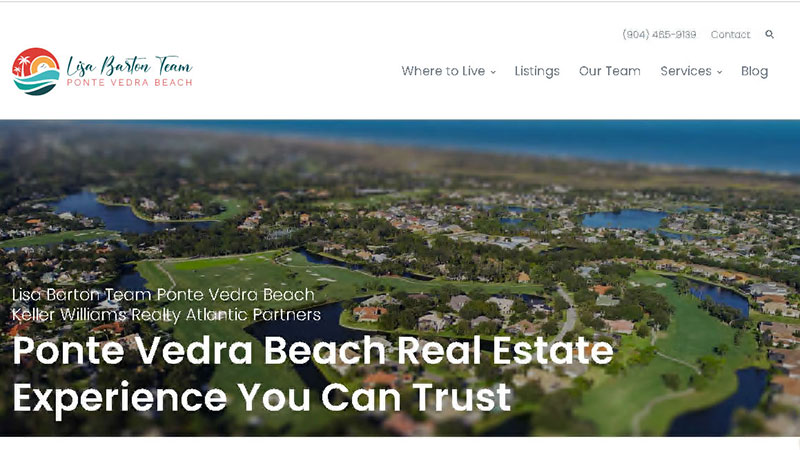 (904) 465-9139 Contact
Lisa Barton Team
PONTE VEDRA BEACH
Where to Live Listings Our Team Services Blog
Lisa Barton Team Ponte Vedra Beach
Keller Williams Realty Atlantic Partners
Ponte Vedra Beach Real Estate
Experience You Can Trust